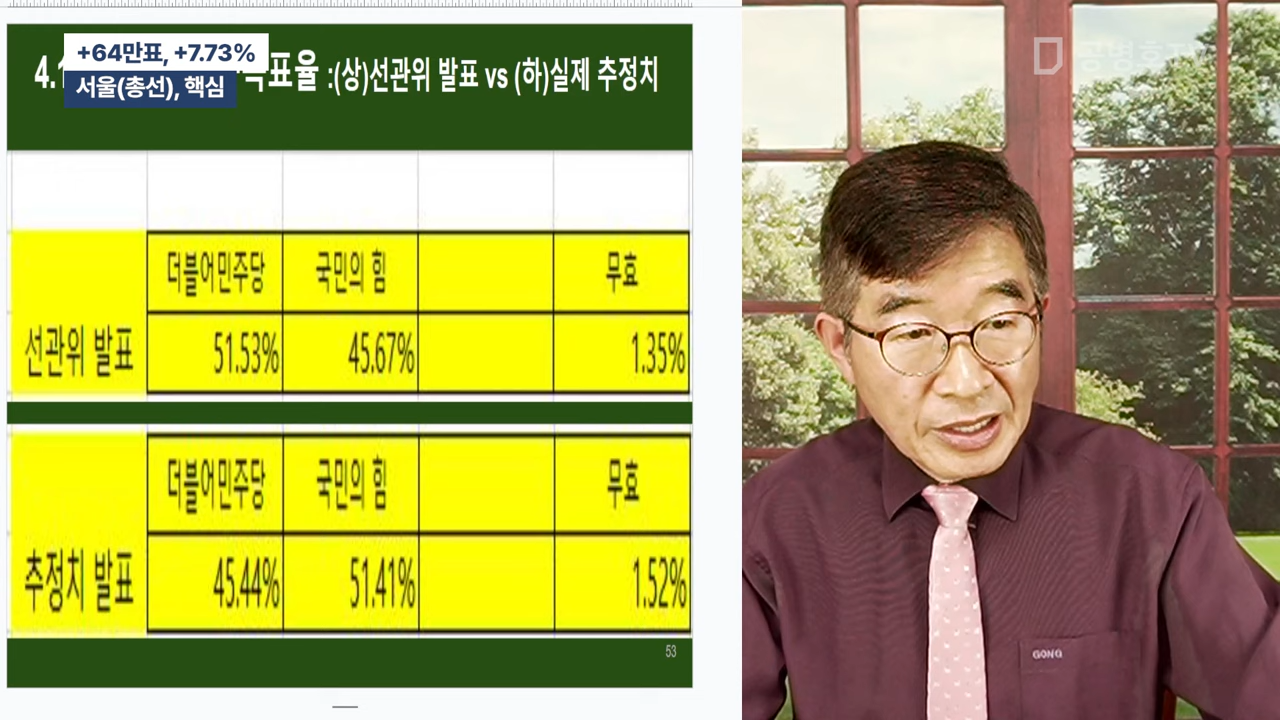 +64만표, +7.73%
서울(총선), 핵심
4.1 표율 :(상)선관위 발표 vs (하)실제 추정치
더불어민주당 국민의 힘 무효
선관위 발표 51.53% 45.67% 1.35%
더불어민주당 국민의 힘 무효
추정치 발표 45.44% 51.41% 1.52%
53
공병호
GONG